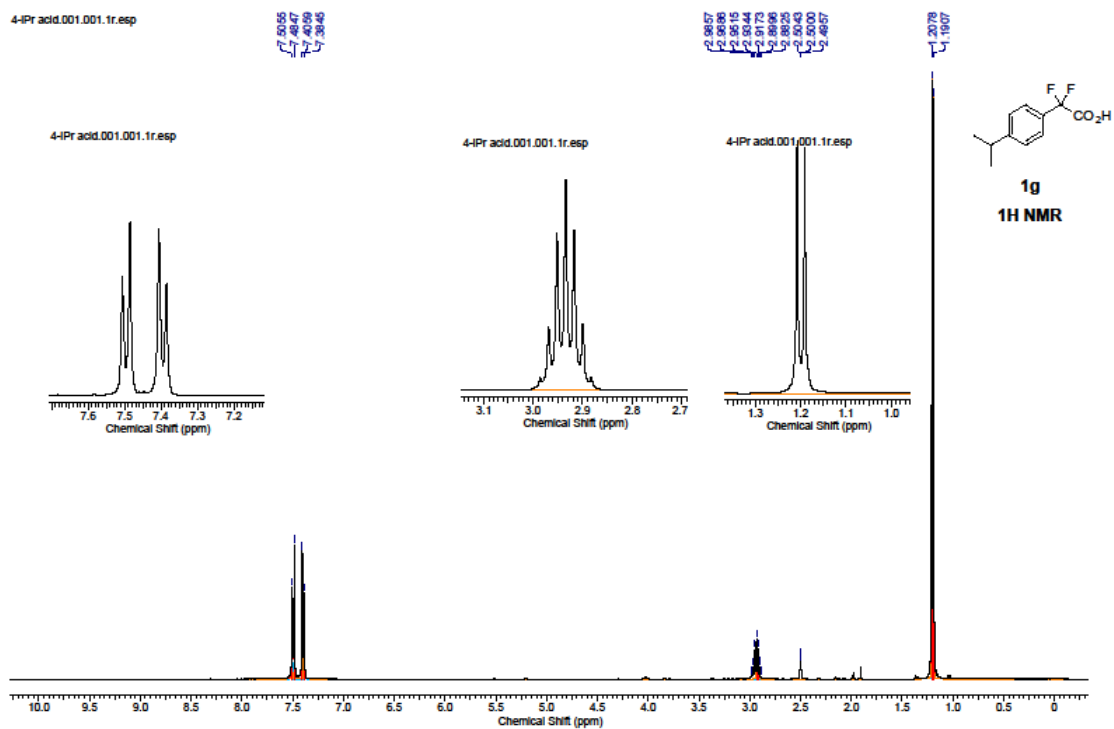 4-iPr acid.001.001.1r.esp
7.5055
7.4847
7.4059
7.3845
2.9857
2.9686
2.9515
2.9344
2.9173
2.8996
2.8825
2.5043
2.5000
2.4957
1.2078
1.1907
F F
CO2H
1g
1H NMR
4-iPr acid.001.001.1r.esp
7.6 7.5 7.4 7.3 7.2
Chemical Shift (ppm)
4-iPr acid.001.001.1r.esp
3.1 3.0 2.9 2.8 2.7
Chemical Shift (ppm)
4-iPr acid.001.001.1r.esp
1.3 1.2 1.1 1.0
Chemical Shift (ppm)
10.0 9.5 9.0 8.5 8.0 7.5 7.0 6.5 6.0 5.5 5.0 4.5 4.0 3.5 3.0 2.5 2.0 1.5 1.0 0.5 0
Chemical Shift (ppm)